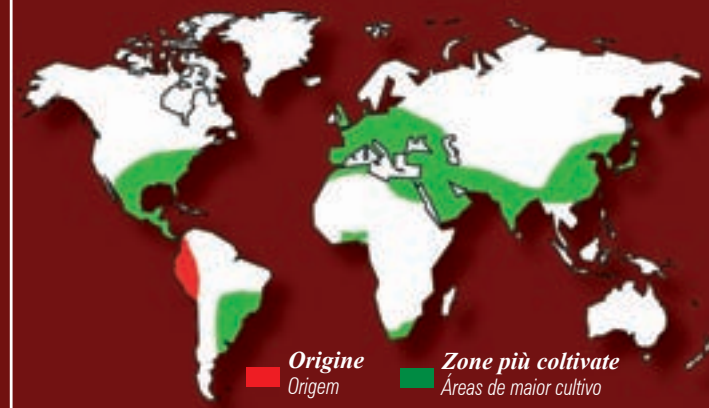 Origine
Origem
Zone più coltivate
Áreas de maior cultivo